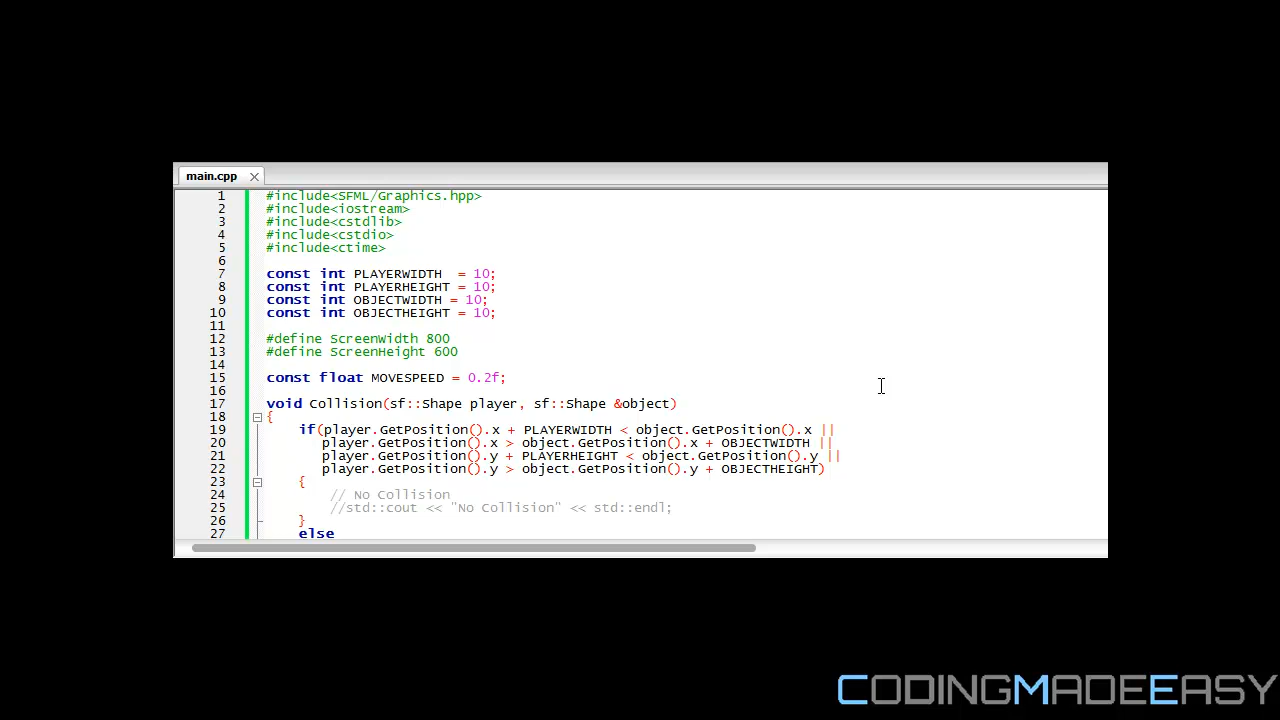 main.cpp
1 #include<SFML/Graphics.hpp>
2 #include<iostream>
3 #include<cstdlib>
4 #include<cstdio>
5 #include<ctime>
6
7 const int PLAYERWIDTH  = 10;
8 const int PLAYERHEIGHT = 10;
9 const int OBJECTWIDTH = 10;
10 const int OBJECTHEIGHT = 10;
11
12 #define ScreenWidth 800
13 #define ScreenHeight 600
14
15 const float MOVESPEED = 0.2f;
16
17 void Collision(sf::Shape player, sf::Shape &object)
18 {
19     if(player.GetPosition().x + PLAYERWIDTH < object.GetPosition().x ||
20        player.GetPosition().x > object.GetPosition().x + OBJECTWIDTH ||
21        player.GetPosition().y + PLAYERHEIGHT < object.GetPosition().y ||
22        player.GetPosition().y > object.GetPosition().y + OBJECTHEIGHT)
23     {
24         // No Collision
25         //std::cout << "No Collision" << std::endl;
26     }
27     else
CODINGMADEEASY